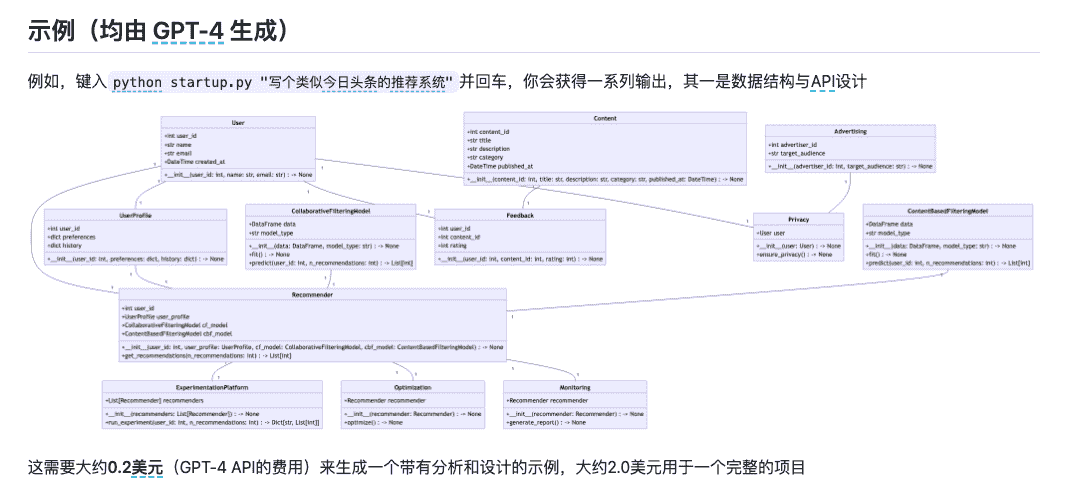 示例（均由 GPT-4 生成）
例如，键入 python startup.py "写个类似今日头条的推荐系统" 并回车，你会获得一系列输出，其一是数据结构与API设计
User
+int user_id
+str name
+str email
+DateTime created_at
+__init__(user_id: int, name: str, email: str) : -> None
Content
+int content_id
+str title
+str description
+str category
+DateTime published_at
+__init__(content_id: int, title: str, description: str, category: str, published_at: DateTime) : -> None
Advertising
+int advertiser_id
+str target_audience
+__init__(advertiser_id: int, target_audience: str) : -> None
UserProfile
+int user_id
+dict preferences
+dict history
+__init__(user_id: int, preferences: dict, history: dict) : -> None
CollaborativeFilteringModel
+DataFrame data
+str model_type
+__init__(data: DataFrame, model_type: str) : -> None
+fit() : -> None
+predict(user_id: int, n_recommendations: int) : -> List[int]
Feedback
+int user_id
+int content_id
+int rating
+__init__(user_id: int, content_id: int, rating: int) : -> None
Privacy
+User user
+__init__(user: User) : -> None
+ensure_privacy() : -> None
ContentBasedFilteringModel
+DataFrame data
+str model_type
+__init__(data: DataFrame, model_type: str) : -> None
+fit() : -> None
+predict(user_id: int, n_recommendations: int) : -> List[int]
Recommender
+int user_id
+UserProfile user_profile
+CollaborativeFilteringModel cf_model
+ContentBasedFilteringModel cbf_model
+__init__(user_id: int, user_profile: UserProfile, cf_model: CollaborativeFilteringModel, cbf_model: ContentBasedFilteringModel) : -> None
+get_recommendations(n_recommendations: int) : -> List[int]
ExperimentationPlatform
+List[Recommender] recommenders
+__init__(recommenders: List[Recommender]) : -> None
+run_experiment(user_id: int, n_recommendations: int) : -> Dict[str, List[int]]
Optimization
+Recommender recommender
+__init__(recommender: Recommender) : -> None
+optimize() : -> None
Monitoring
+Recommender recommender
+__init__(recommender: Recommender) : -> None
+generate_report() : -> None
这需要大约0.2美元（GPT-4 API的费用）来生成一个带有分析和设计的示例，大约2.0美元用于一个完整的项目